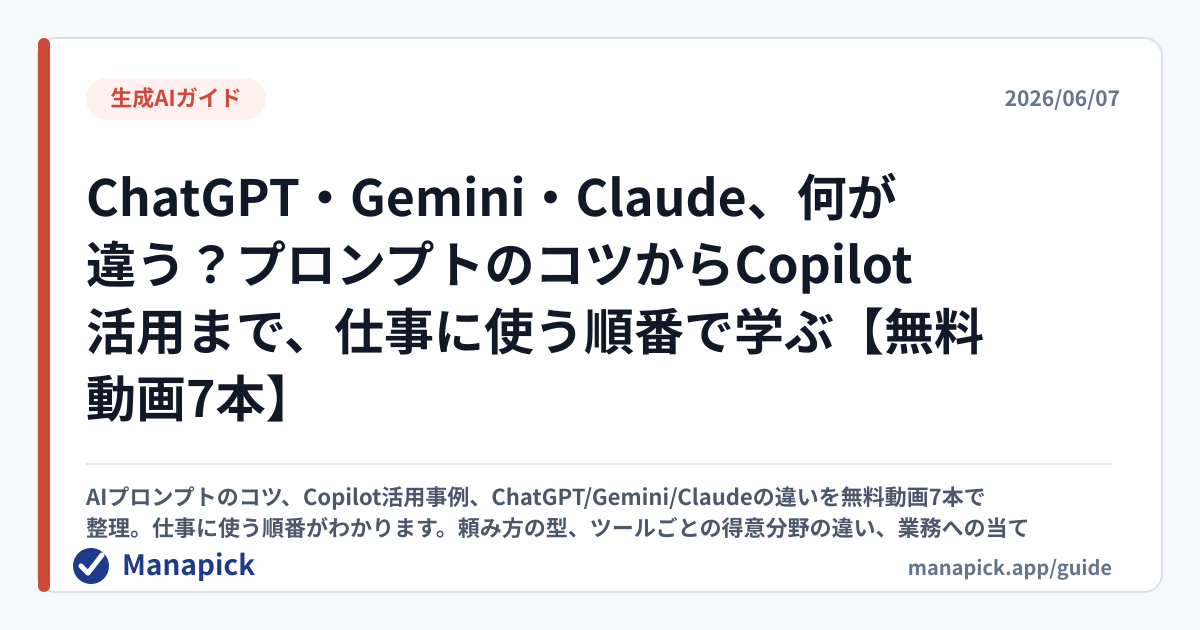 生成AIガイド
2026/06/07
ChatGPT・Gemini・Claude、何が
違う？プロンプトのコツからCopilot
活用まで、仕事に使う順番で学ぶ【無料
動画7本】
AIプロンプトのコツ、Copilot活用事例、ChatGPT/Gemini/Claudeの違いを無料動画7本で
整理。仕事に使う順番がわかります。頼み方の型、ツールごとの得意分野の違い、業務への当て
Manapick
manapick.app/guide